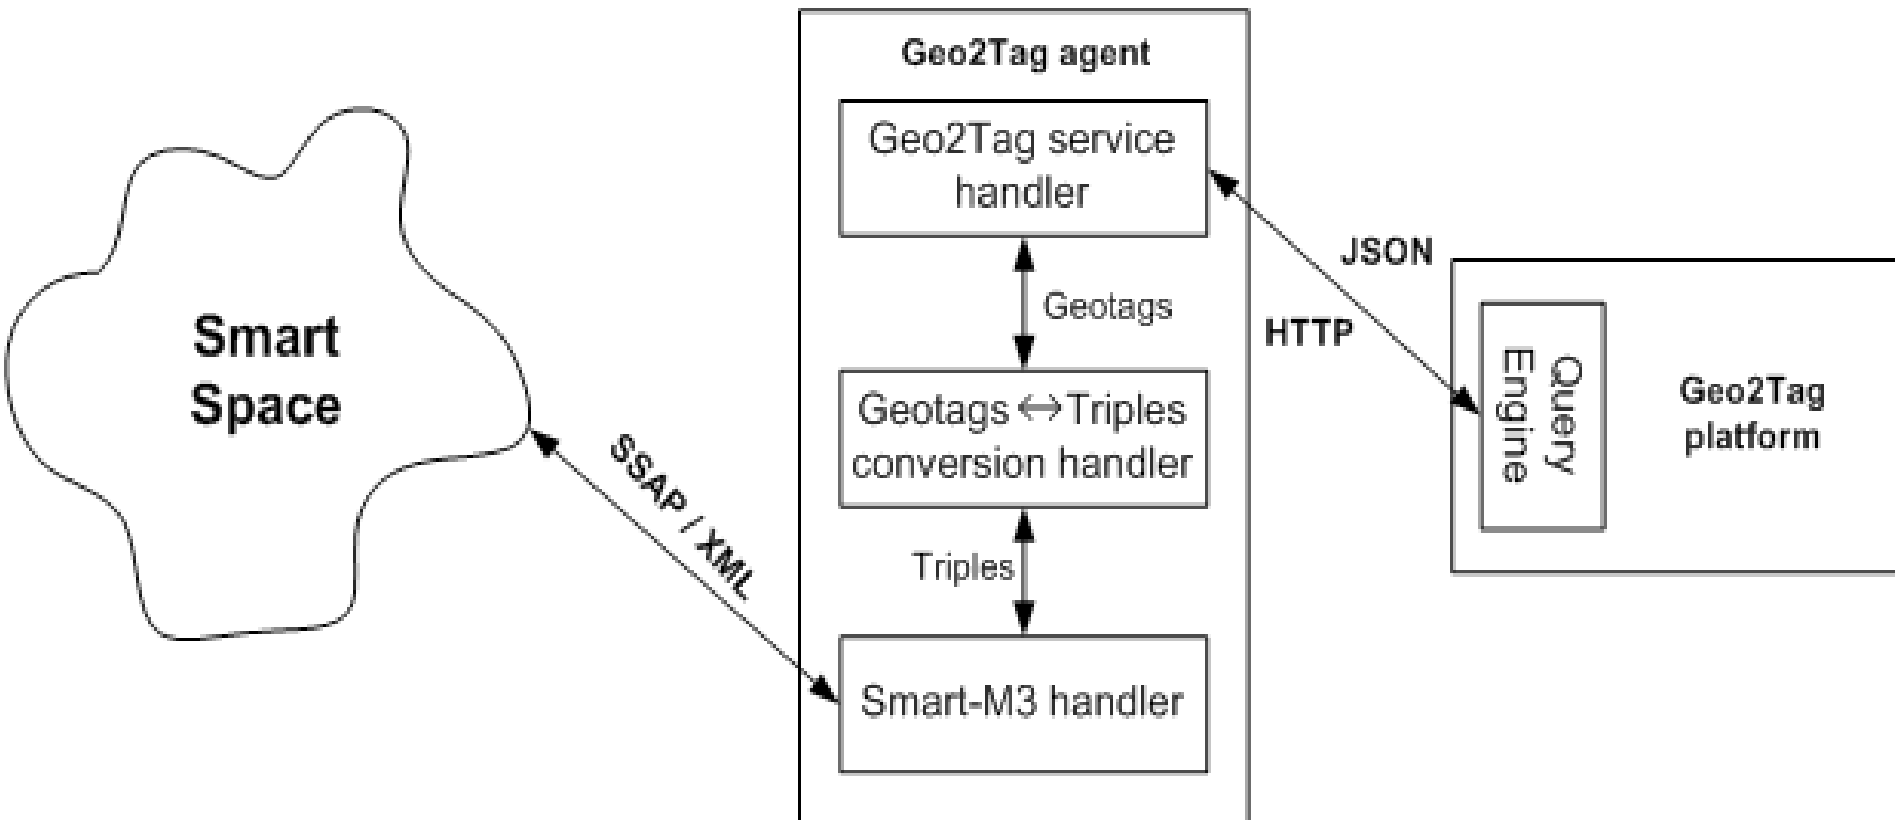 Smart
Space
SSAP / XML
Geo2Tag agent
Geo2Tag service
handler
Geotags
Geotags ⇔ Triples
conversion handler
Triples
Smart-M3 handler
JSON
HTTP
Query
Engine
Geo2Tag
platform